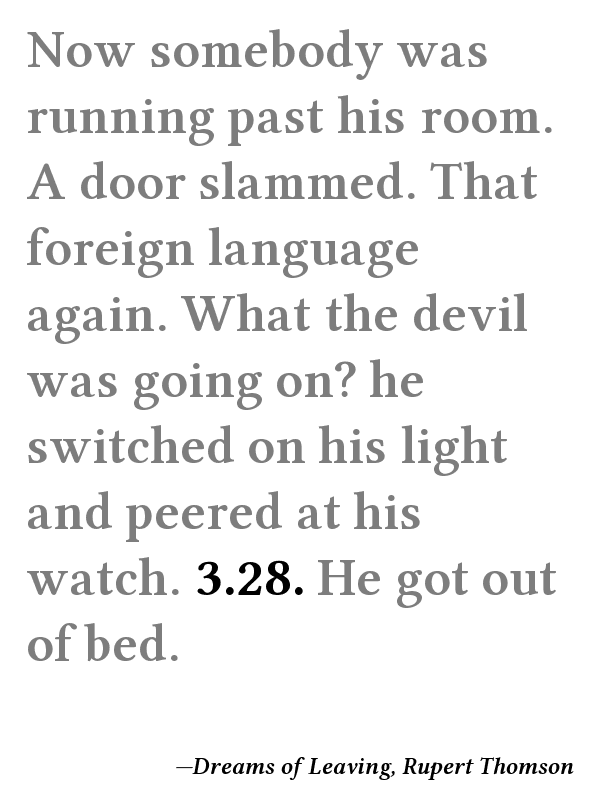 Now somebody was
running past his room.
A door slammed. That
foreign language
again. What the devil
was going on? he
switched on his light
and peered at his
watch. 3.28. He got out
of bed.
—Dreams of Leaving, Rupert Thomson